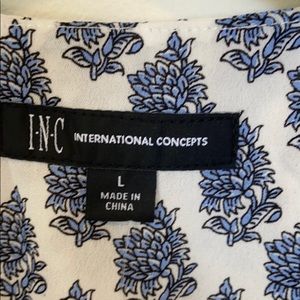 I·N·C INTERNATIONAL CONCEPTS
L
MADE IN
CHINA